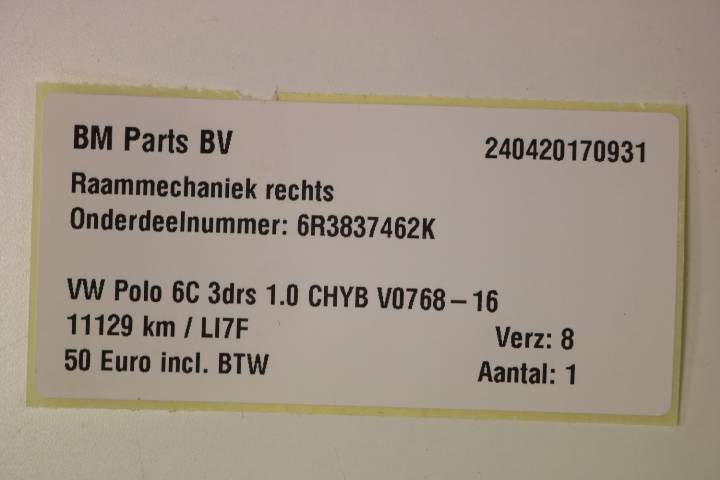 BM Parts BV 240420170931
Raammechaniek rechts
Onderdeelnummer: 6R3837462K
VW Polo 6C 3drs 1.0 CHYB V0768 – 16
11129 km / LI7F Verz: 8
50 Euro incl. BTW Aantal: 1